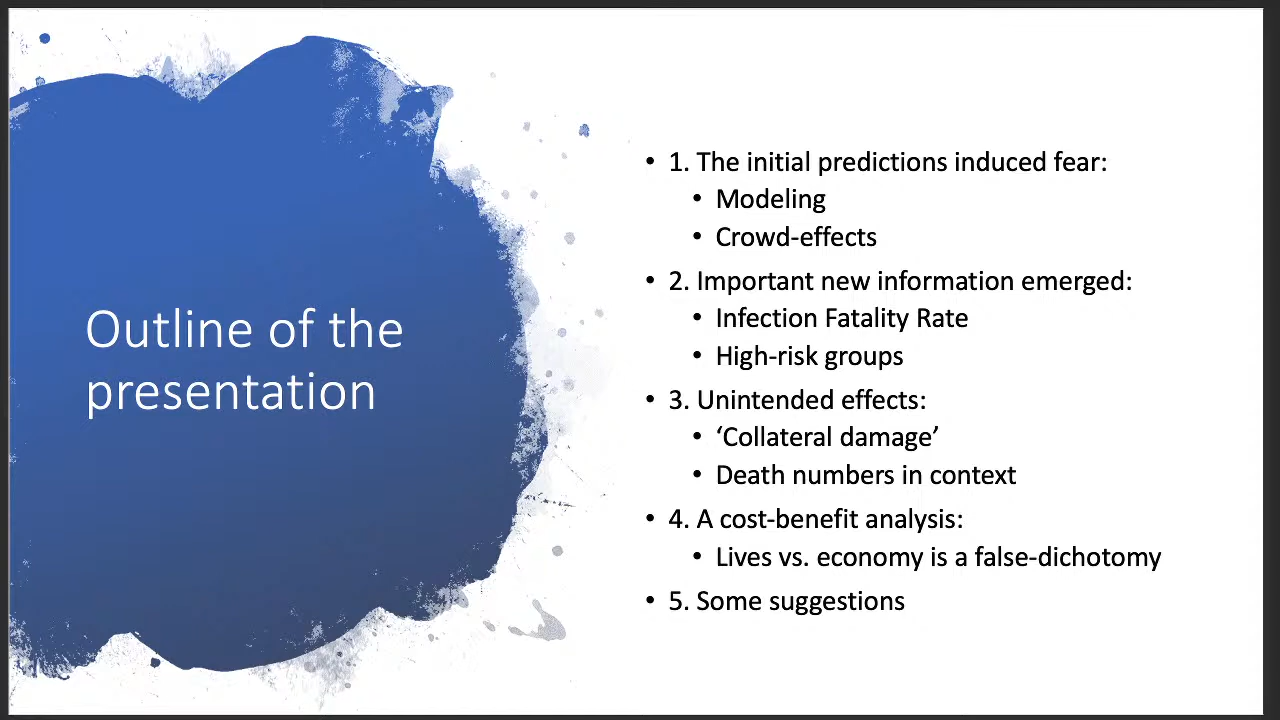 Outline of the
presentation
• 1. The initial predictions induced fear:
• Modeling
• Crowd-effects
• 2. Important new information emerged:
• Infection Fatality Rate
• High-risk groups
• 3. Unintended effects:
• ‘Collateral damage’
• Death numbers in context
• 4. A cost-benefit analysis:
• Lives vs. economy is a false-dichotomy
• 5. Some suggestions